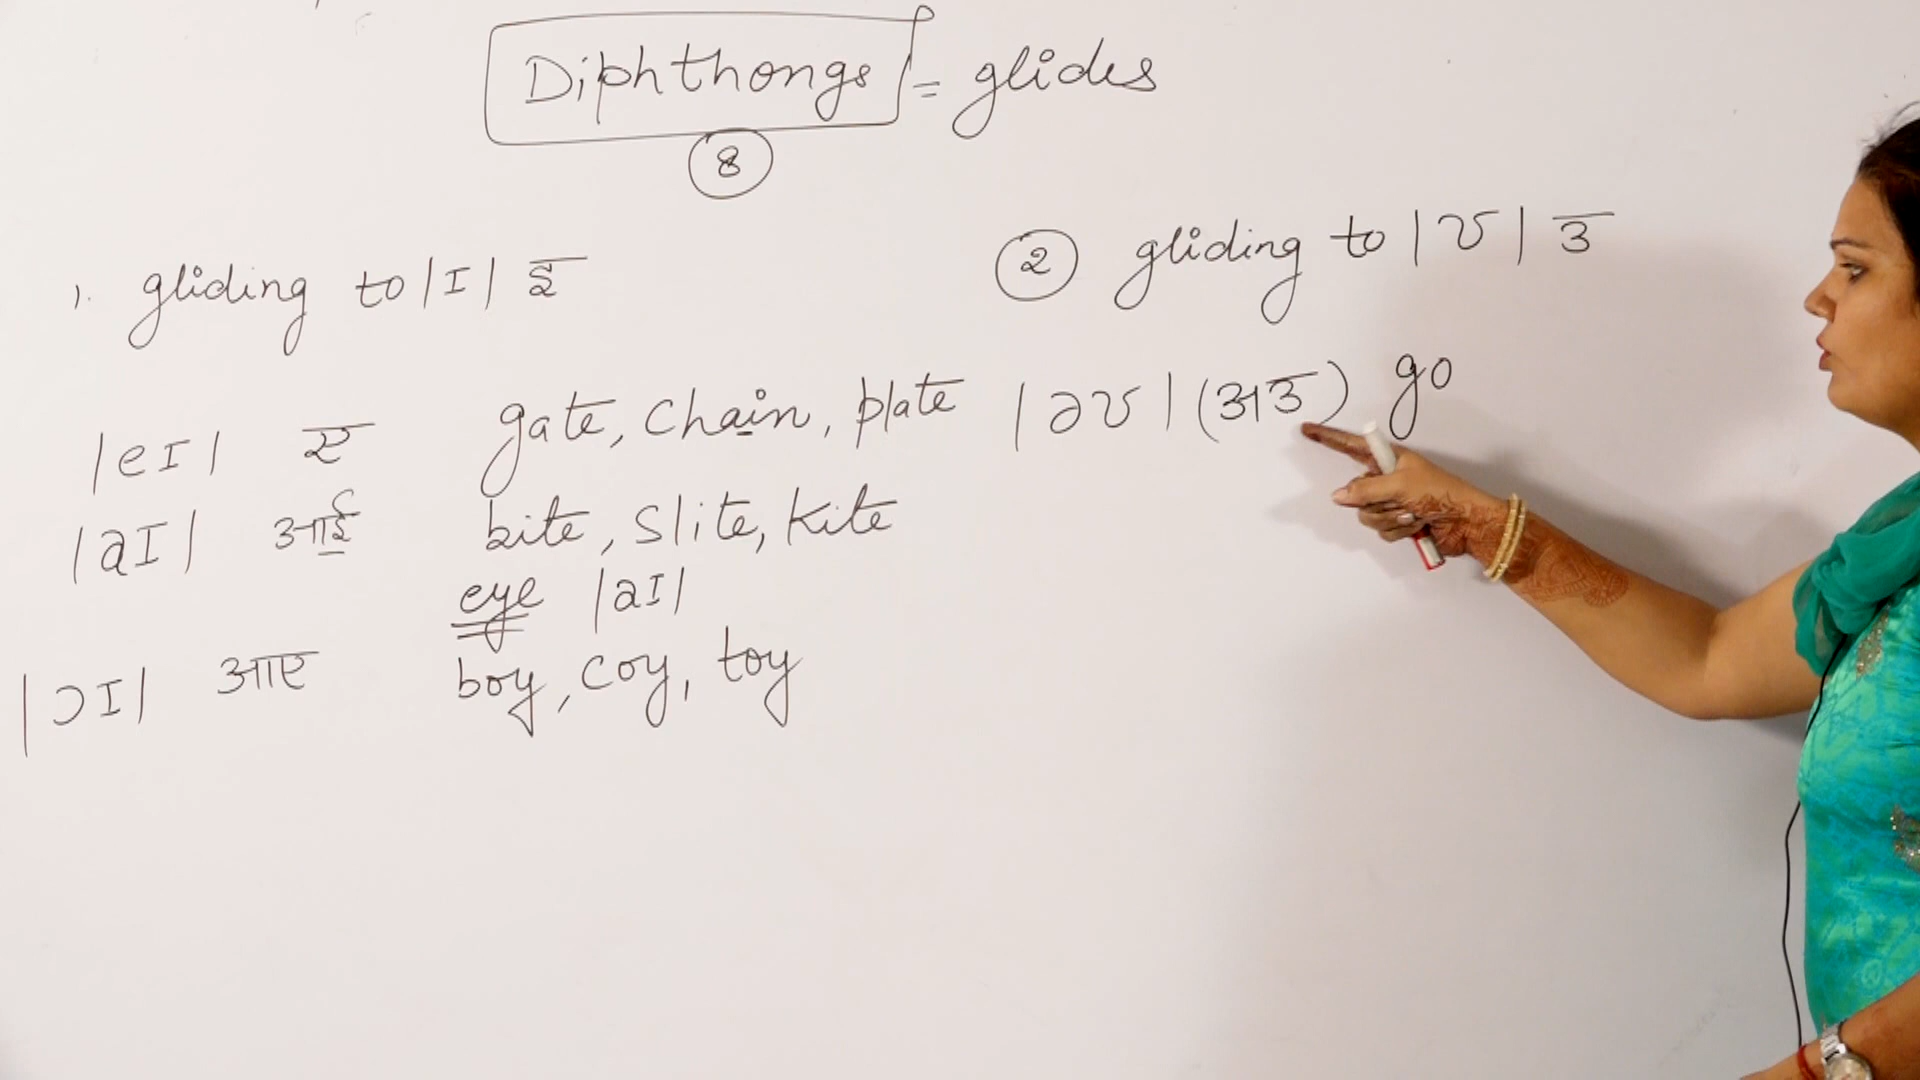 Diphthongs = glides
8
1. gliding to |I| इ
|eI| ए gate, Chain, plate
|aI| आई bite, Slite, Kite
eye |aI|
|ɔI| आए boy, coy, toy
2 gliding to |ʊ| उ
|əʊ| (अउ) go